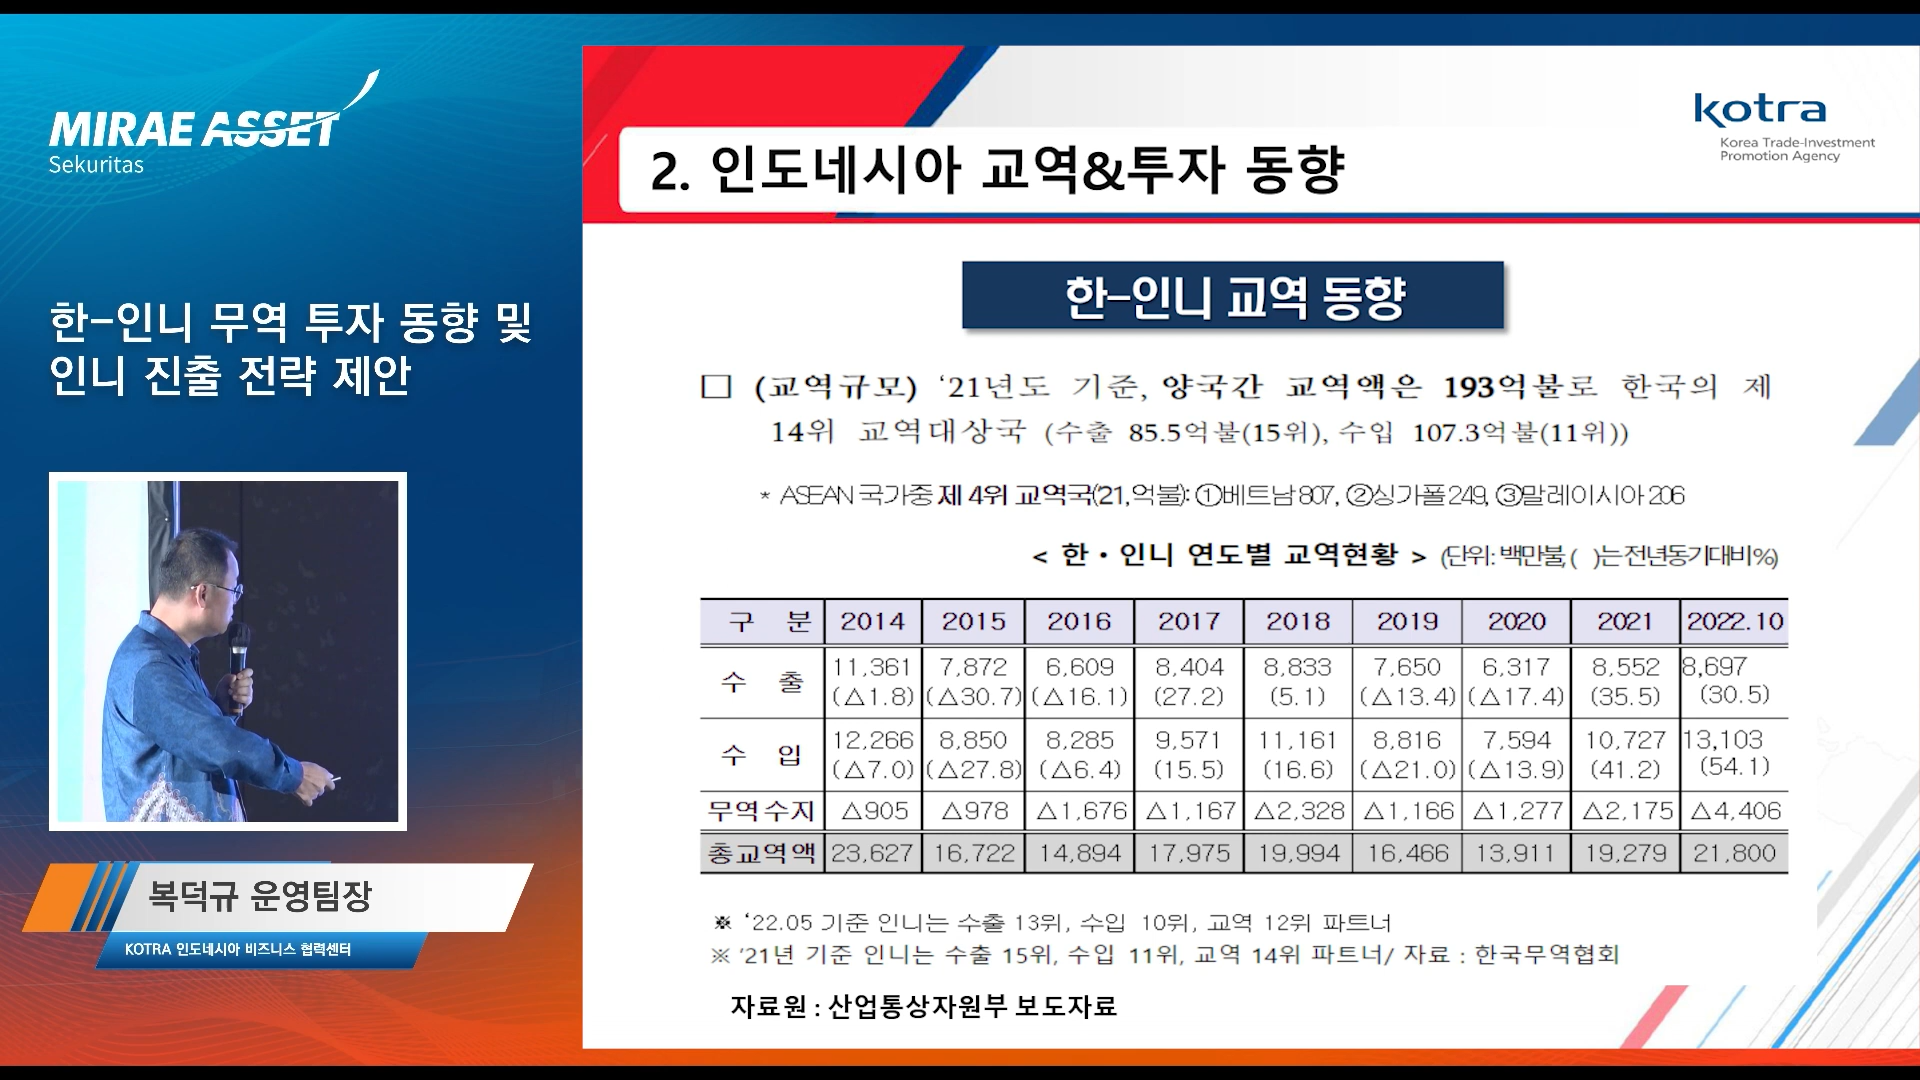 MIRAE ASSET
Sekuritas
한-인니 무역 투자 동향 및
인니 진출 전략 제안
복덕규 운영팀장
KOTRA 인도네시아 비즈니스 협력센터
kotra
Korea Trade-Investment
Promotion Agency
2. 인도네시아 교역&투자 동향
한-인니 교역 동향
□ (교역규모) ‘21년도 기준, 양국간 교역액은 193억불로 한국의 제
14위 교역대상국 (수출 85.5억불(15위), 수입 107.3억불(11위))
* ASEAN 국가중 제 4위 교역국(21,억불): ①베트남 807, ②싱가폴 249, ③말레이시아 206
< 한・인니 연도별 교역현황 > (단위: 백만불, ( )는 전년동기대비 %)
구 분 2014 2015 2016 2017 2018 2019 2020 2021 2022.10
수 출 11,361 7,872 6,609 8,404 8,833 7,650 6,317 8,552 8,697
(△1.8) (△30.7) (△16.1) (27.2) (5.1) (△13.4) (△17.4) (35.5) (30.5)
수 입 12,266 8,850 8,285 9,571 11,161 8,816 7,594 10,727 13,103
(△7.0) (△27.8) (△6.4) (15.5) (16.6) (△21.0) (△13.9) (41.2) (54.1)
무역수지 △905 △978 △1,676 △1,167 △2,328 △1,166 △1,277 △2,175 △4,406
총교역액 23,627 16,722 14,894 17,975 19,994 16,466 13,911 19,279 21,800
※ ‘22.05 기준 인니는 수출 13위, 수입 10위, 교역 12위 파트너
※ ‘21년 기준 인니는 수출 15위, 수입 11위, 교역 14위 파트너/ 자료 : 한국무역협회
자료원 : 산업통상자원부 보도자료